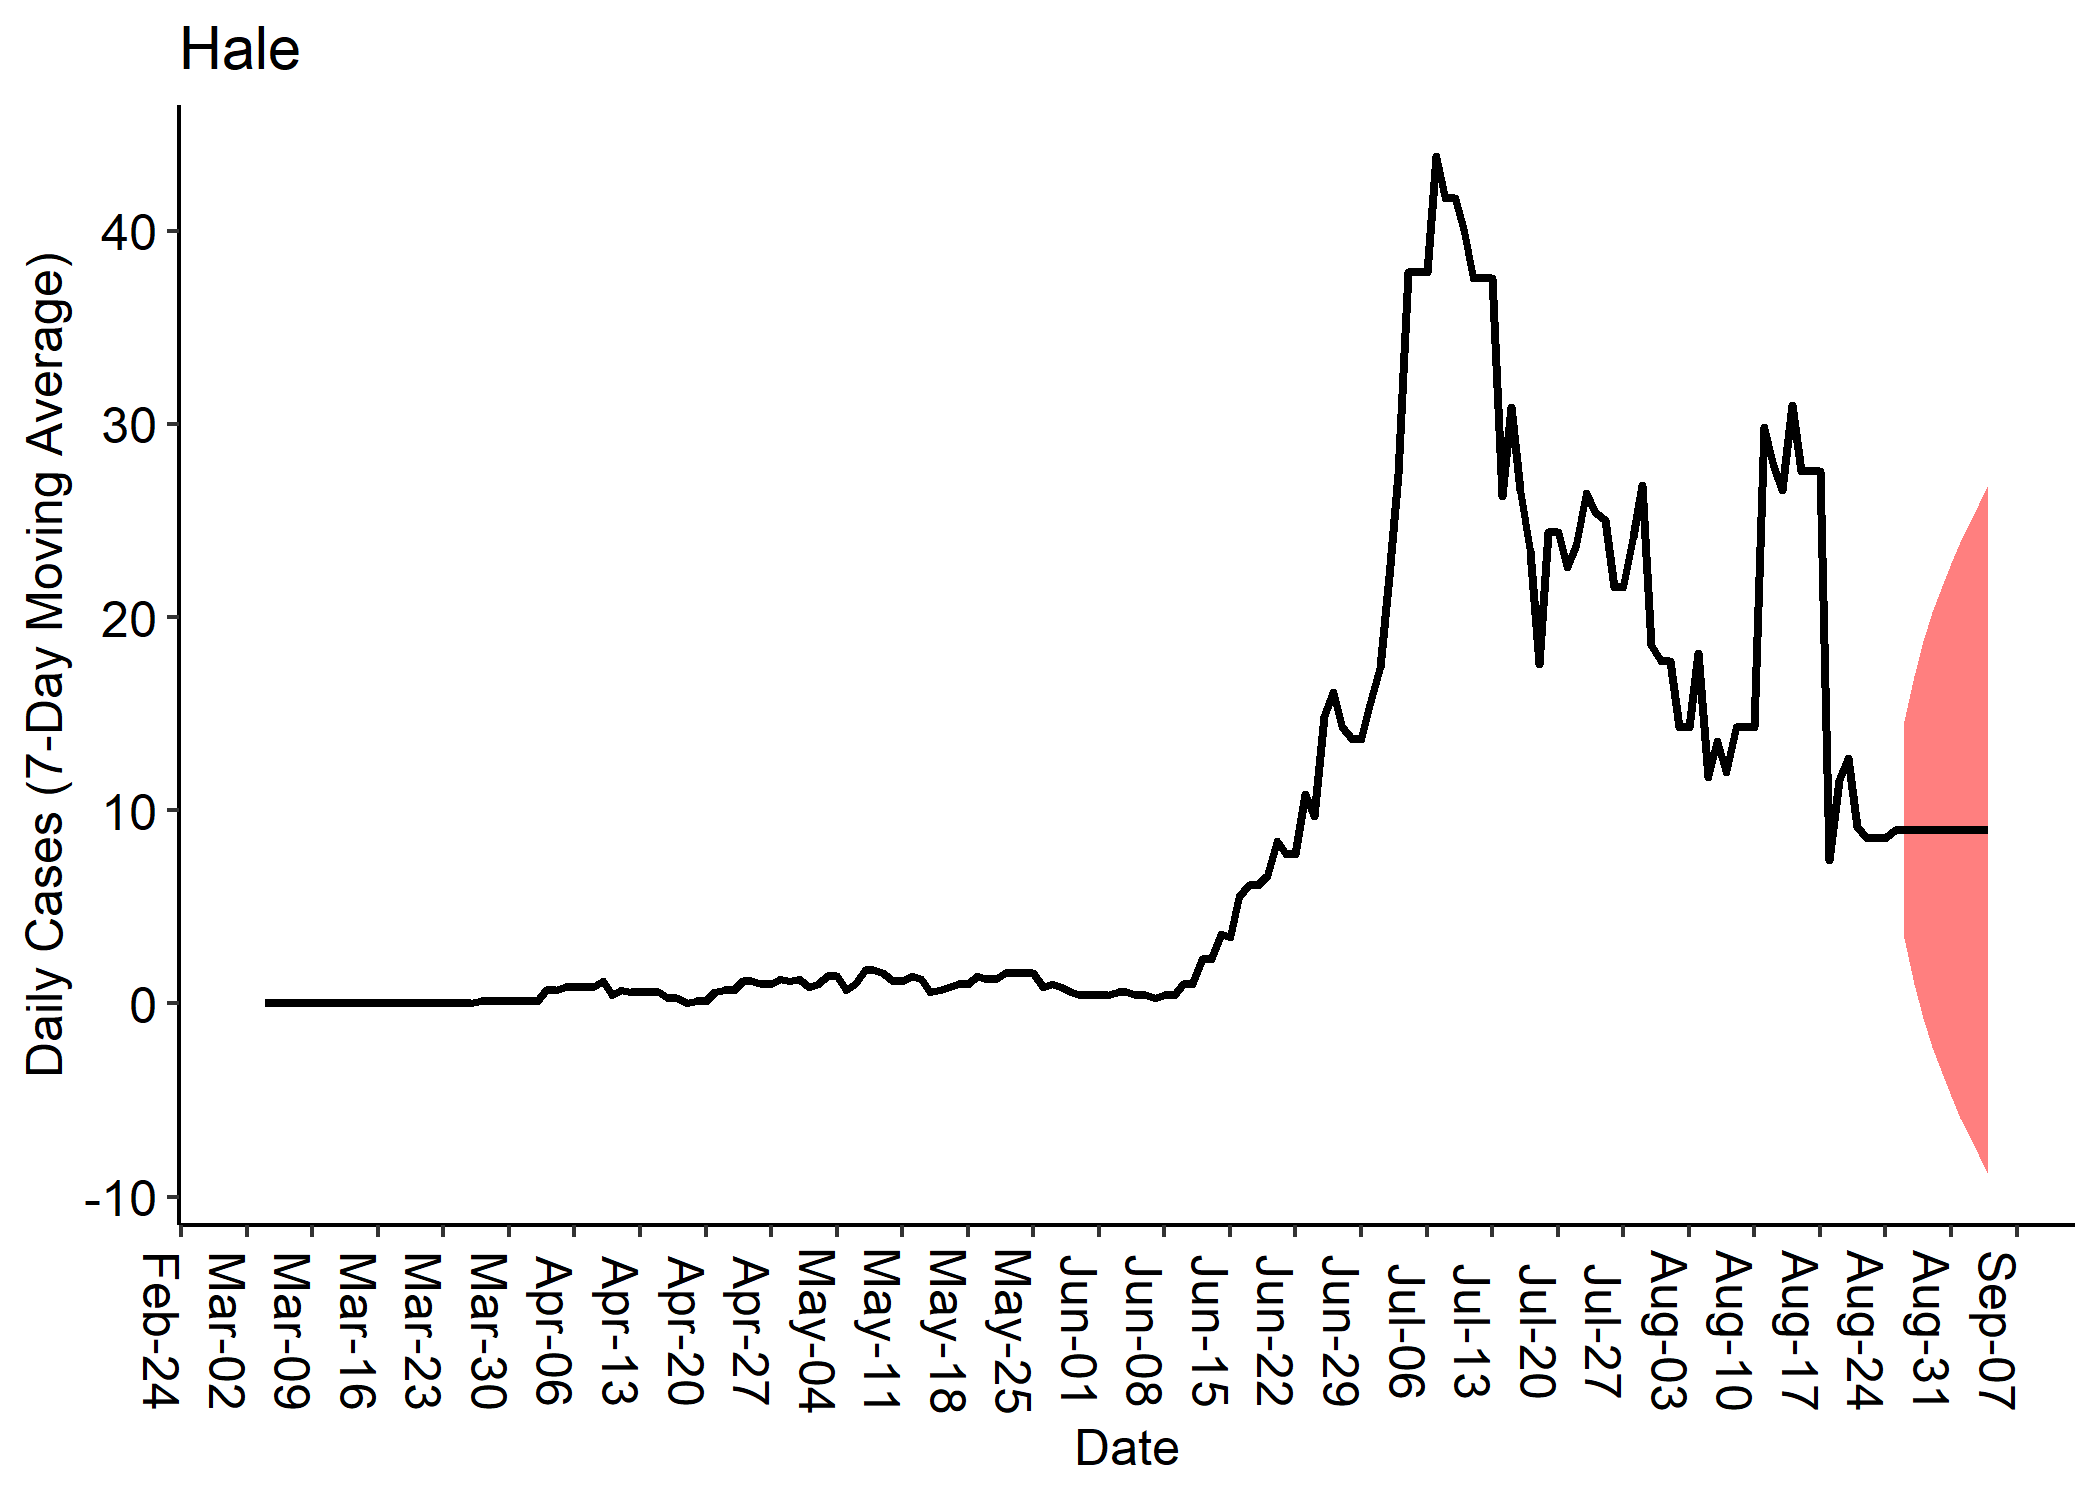 Hale
Daily Cases (7-Day Moving Average)
40
30
20
10
0
-10
Feb-24
Mar-02
Mar-09
Mar-16
Mar-23
Mar-30
Apr-06
Apr-13
Apr-20
Apr-27
May-04
May-11
May-18
May-25
Jun-01
Jun-08
Jun-15
Jun-22
Jun-29
Jul-06
Jul-13
Jul-20
Jul-27
Aug-03
Aug-10
Aug-17
Aug-24
Aug-31
Sep-07
Date